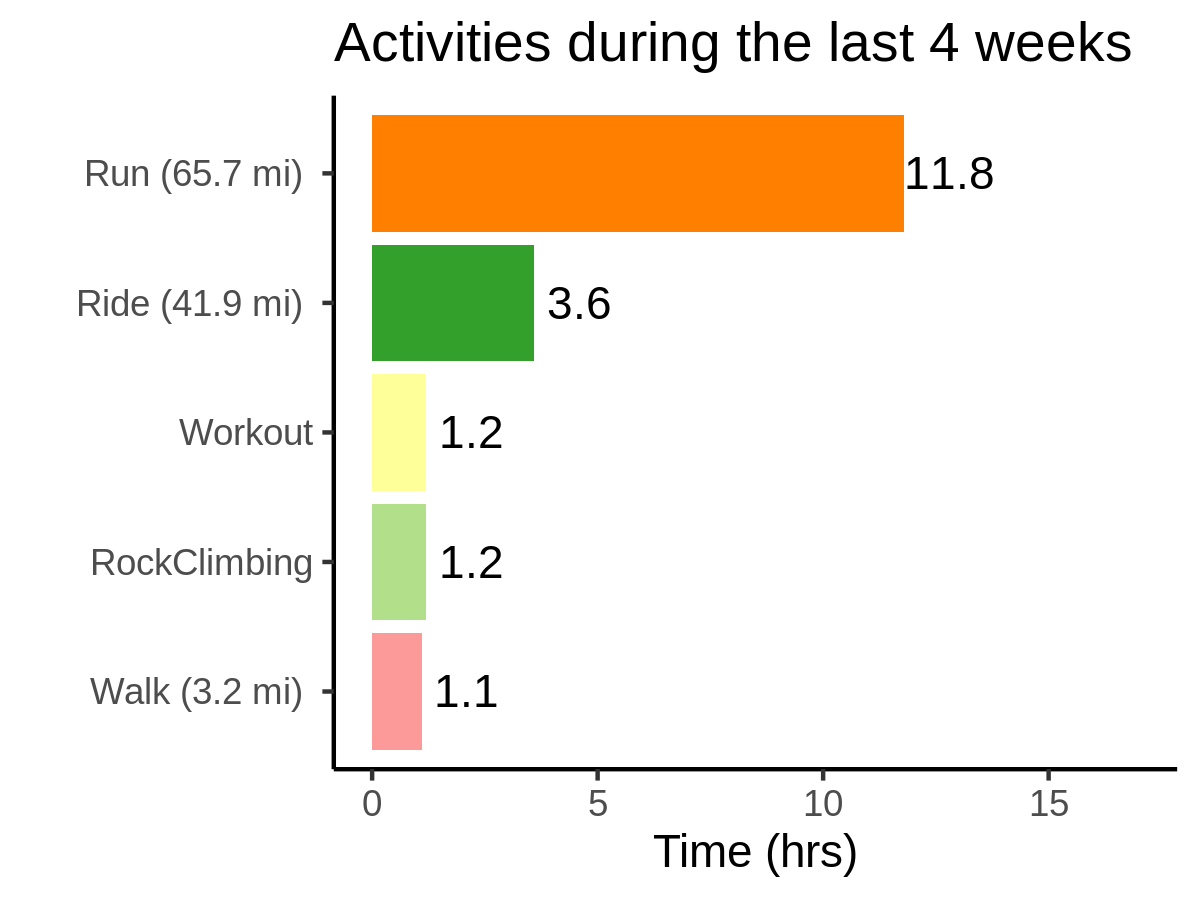 Activities during the last 4 weeks
Run (65.7 mi)
11.8
Ride (41.9 mi)
3.6
Workout
1.2
RockClimbing
1.2
Walk (3.2 mi)
1.1
0 5 10 15
Time (hrs)